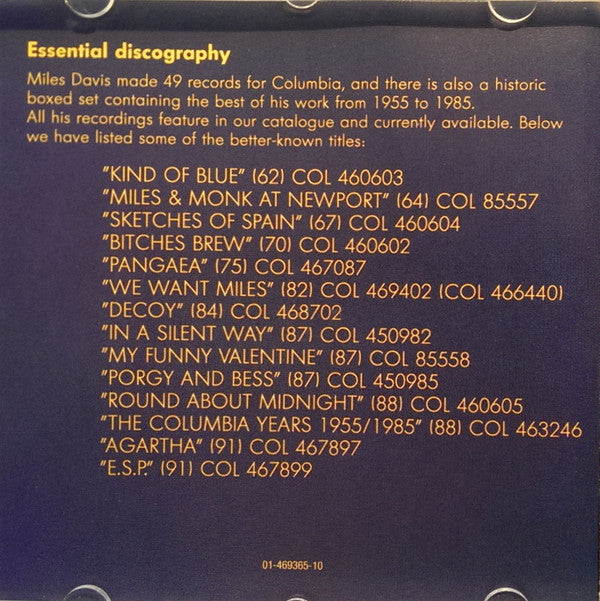 Essential discography
Miles Davis made 49 records for Columbia, and there is also a historic
boxed set containing the best of his work from 1955 to 1985.
All his recordings feature in our catalogue and currently available. Below
we have listed some of the better-known titles:
"KIND OF BLUE" (62) COL 460603
"MILES & MONK AT NEWPORT" (64) COL 85557
"SKETCHES OF SPAIN" (67) COL 460604
"BITCHES BREW" (70) COL 460602
"PANGAEA" (75) COL 467087
"WE WANT MILES" (82) COL 469402 (COL 466440)
"DECOY" (84) COL 468702
"IN A SILENT WAY" (87) COL 450982
"MY FUNNY VALENTINE" (87) COL 85558
"PORGY AND BESS" (87) COL 450985
"ROUND ABOUT MIDNIGHT" (88) COL 460605
"THE COLUMBIA YEARS 1955/1985" (88) COL 463246
"AGARTHA" (91) COL 467897
"E.S.P." (91) COL 467899
01-469365-10